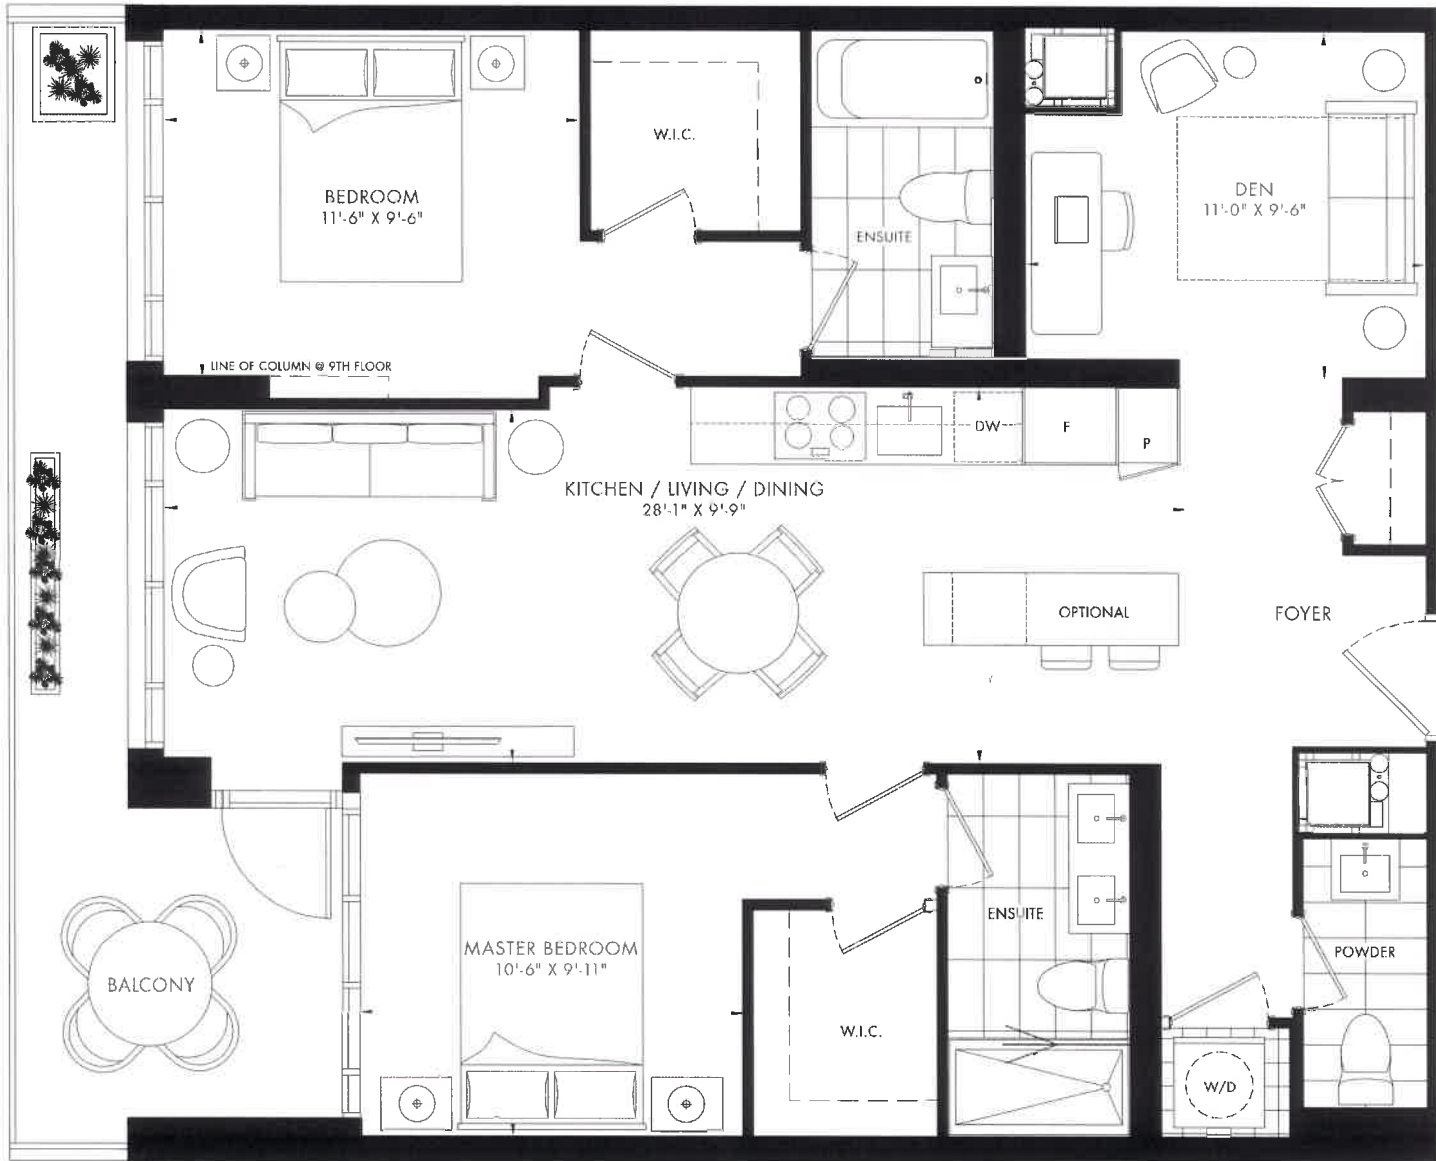 W.I.C.
BEDROOM
11'-6" X 9'-6"
DEN
11'-0" X 9'-6"
ENSUITE
LINE OF COLUMN @ 9TH FLOOR
DW
F
P
KITCHEN / LIVING / DINING
28'-1" X 9'-9"
OPTIONAL
FOYER
ENSUITE
MASTER BEDROOM
10'-6" X 9'-11"
POWDER
BALCONY
W.I.C.
W/D